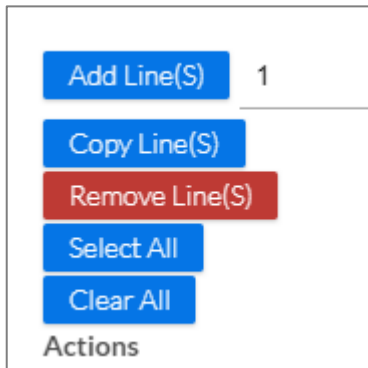 Add Line(S) 1
Copy Line(S)
Remove Line(S)
Select All
Clear All
Actions